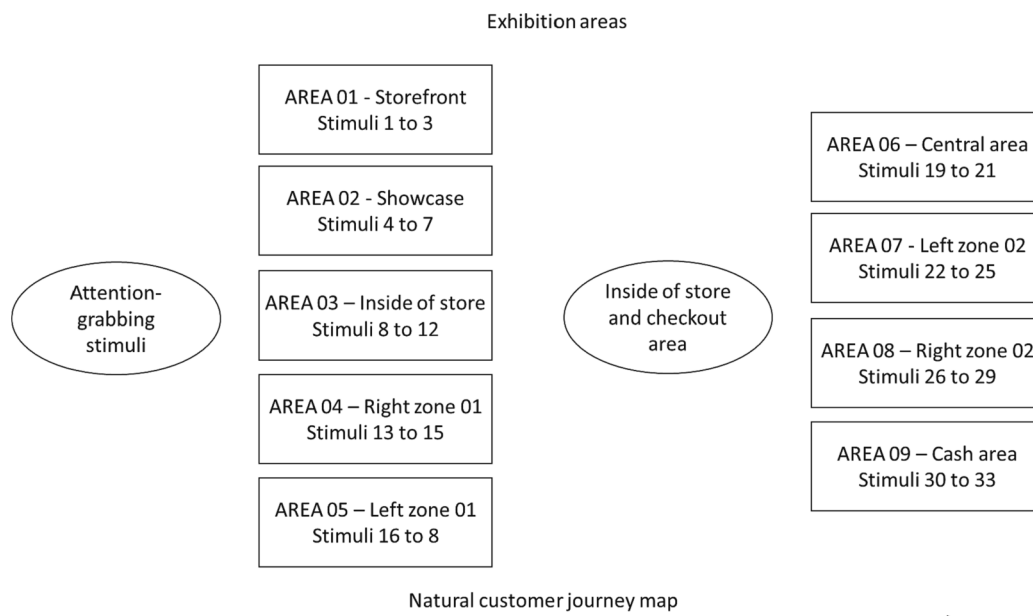 Exhibition areas
Attention-
grabbing
stimuli
AREA 01 - Storefront
Stimuli 1 to 3
AREA 02 - Showcase
Stimuli 4 to 7
AREA 03 – Inside of store
Stimuli 8 to 12
AREA 04 – Right zone 01
Stimuli 13 to 15
AREA 05 – Left zone 01
Stimuli 16 to 8
Inside of store
and checkout
area
AREA 06 – Central area
Stimuli 19 to 21
AREA 07 - Left zone 02
Stimuli 22 to 25
AREA 08 – Right zone 02
Stimuli 26 to 29
AREA 09 – Cash area
Stimuli 30 to 33
Natural customer journey map